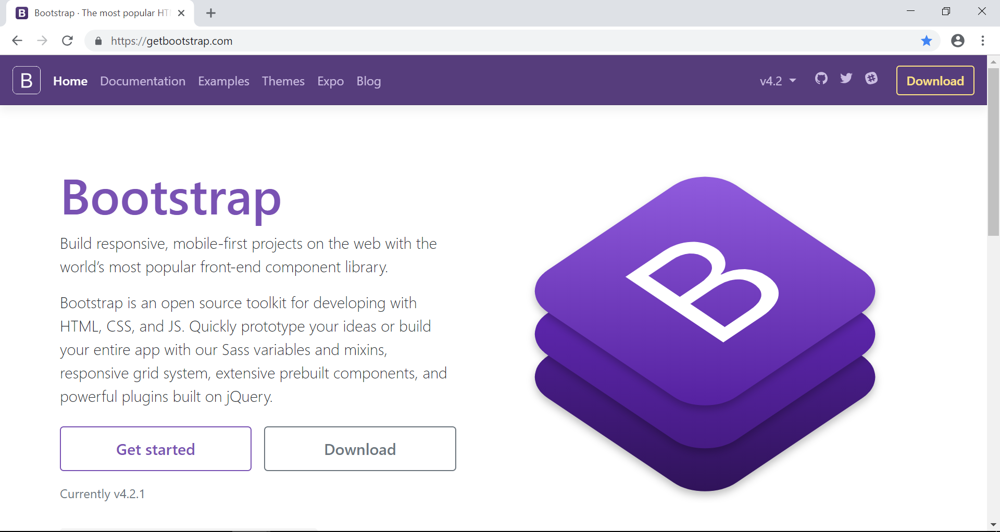 B Bootstrap · The most popular HT
https://getbootstrap.com
B Home Documentation Examples Themes Expo Blog v4.2 Download
Bootstrap
Build responsive, mobile-first projects on the web with the
world’s most popular front-end component library.
Bootstrap is an open source toolkit for developing with
HTML, CSS, and JS. Quickly prototype your ideas or build
your entire app with our Sass variables and mixins,
responsive grid system, extensive prebuilt components, and
powerful plugins built on jQuery.
Get started Download
Currently v4.2.1
B